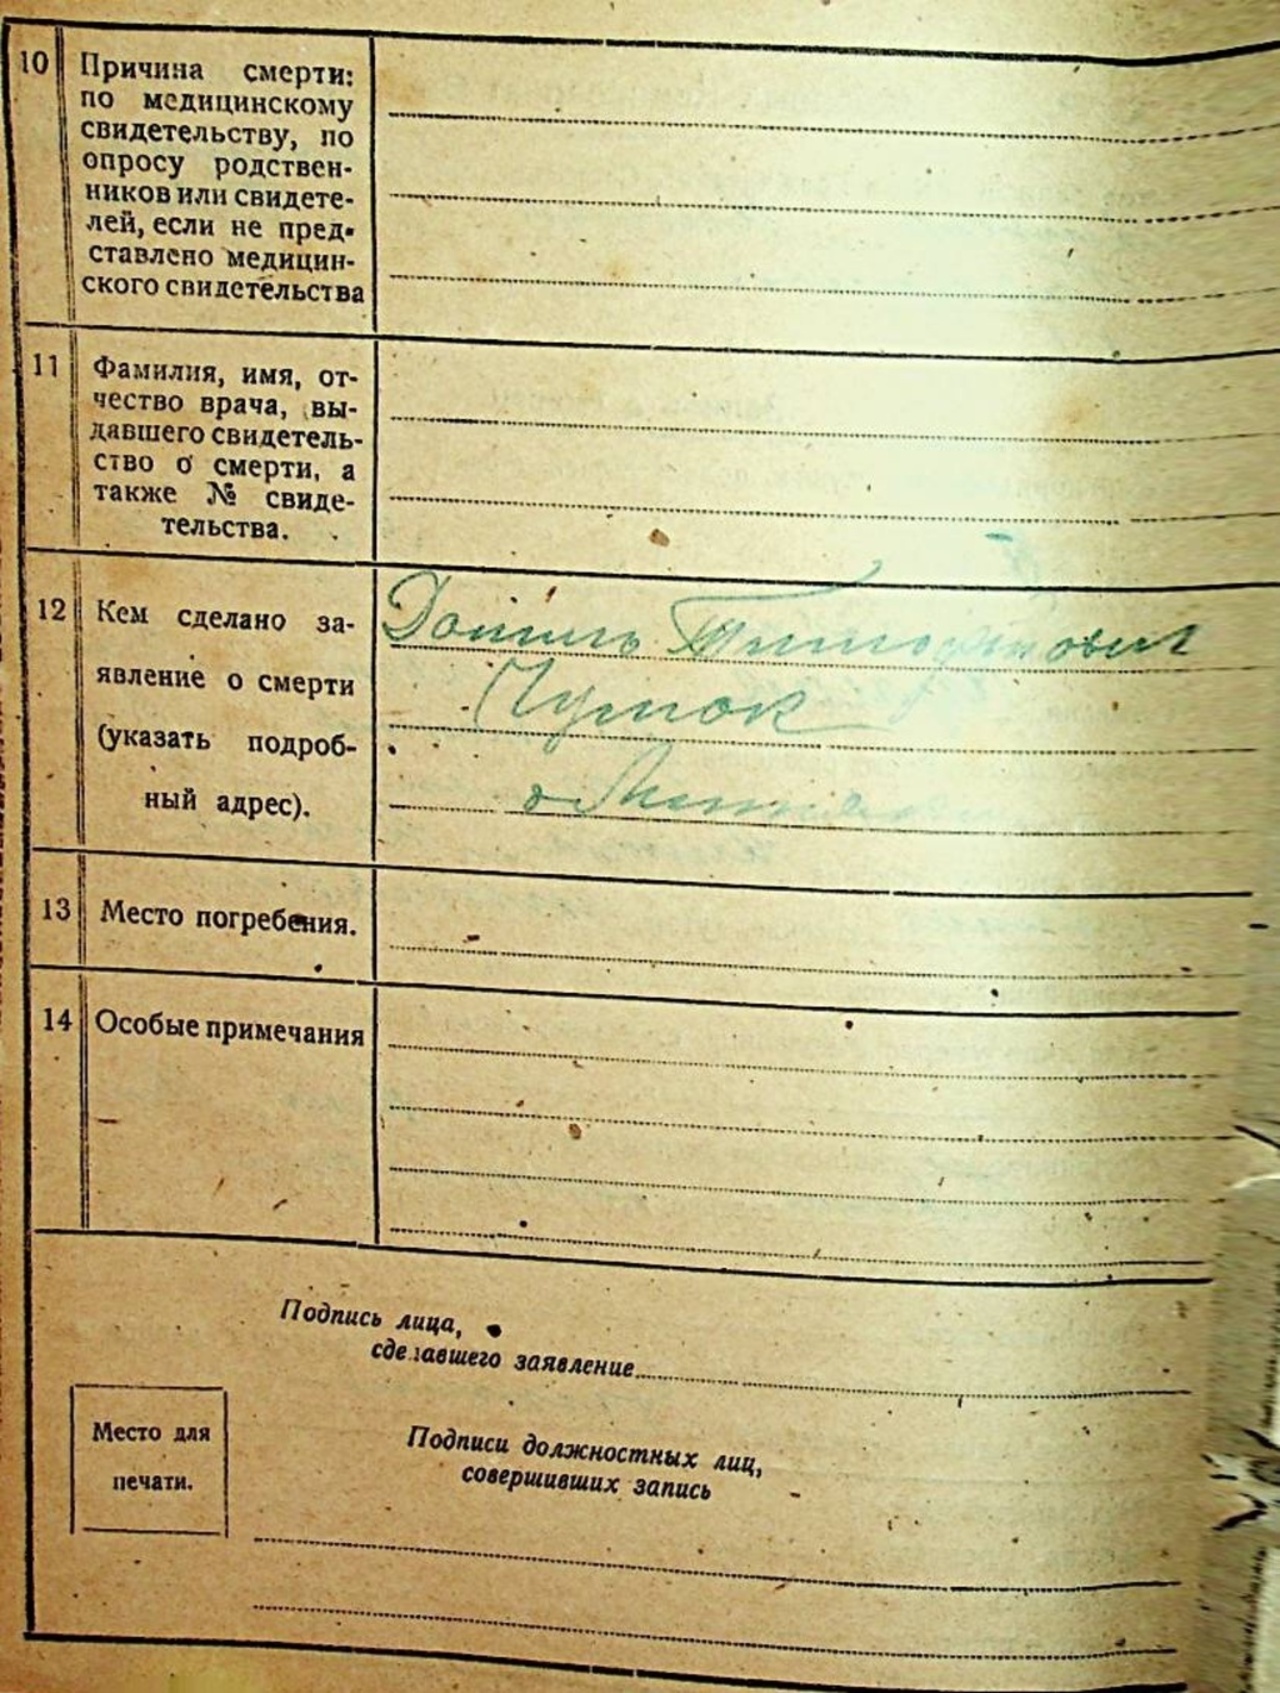 10 Причина смерти:
по медицинскому
свидетельству, по
опросу родствен-
ников или свидете-
лей, если не пред-
ставлено медицин-
ского свидетельства
11 Фамилия, имя, от-
чество врача, вы-
давшего свидетель-
ство о смерти, а
также № свиде-
тельства.
12 Кем сделано за-
явление о смерти
(указать подроб-
ный адрес).
Чумок
13 Место погребения.
14 Особые примечания
Подпись лица,
сделавшего заявление
Место для
печати.
Подписи должностных лиц,
совершивших запись